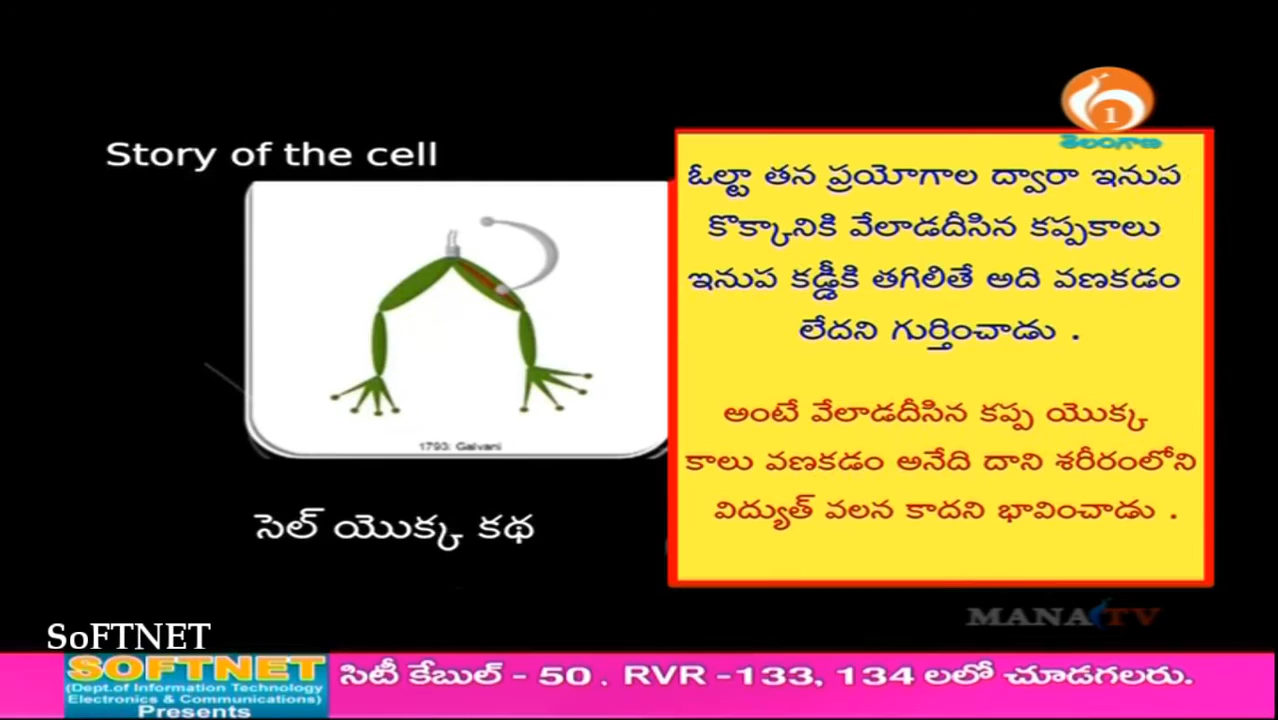 1
తెలంగాణ
Story of the cell
1793: Galvani
సెల్ యొక్క కథ
ఓల్టా తన ప్రయోగాల ద్వారా ఇనుప
కొక్కానికి వేలాడదీసిన కప్పకాలు
ఇనుప కడ్డీకి తగిలితే అది వణకడం
లేదని గుర్తించాడు .
అంటే వేలాడదీసిన కప్ప యొక్క
కాలు వణకడం అనేది దాని శరీరంలోని
విద్యుత్ వలన కాదని భావించాడు .
MANA TV
SoFTNET
SOFTNET
(Dept.of Information Technology
Electronics & Communications)
Presents
సిటీ కేబుల్ - 50 . RVR -133, 134 లలో చూడగలరు.